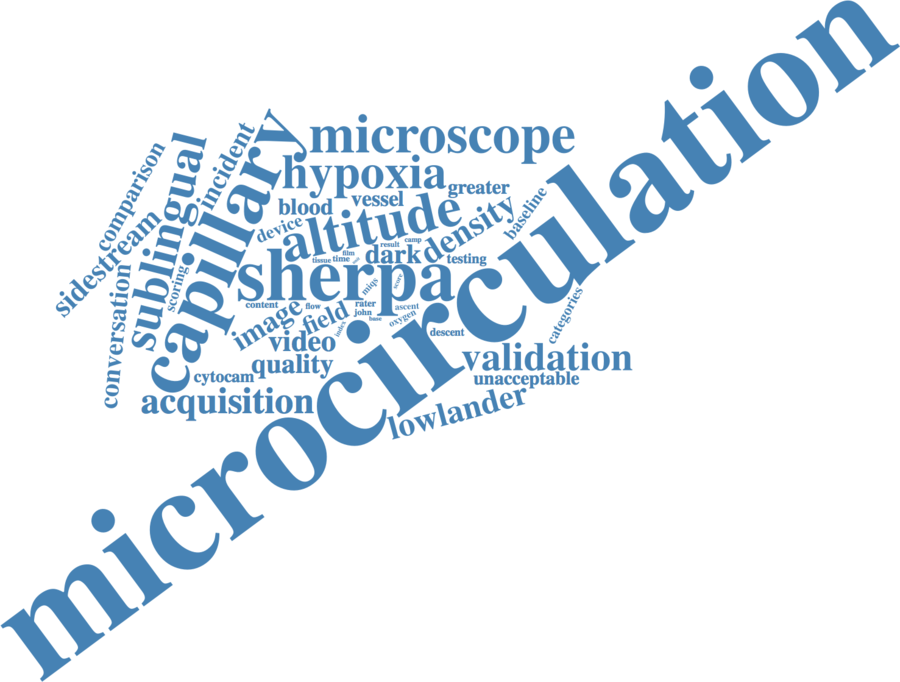 microcirculation
microscope
hypoxia
greater
comparison
sublingual
incident
capillary
sidestream
blood
vessel
altitude
baseline
device
density
result
camp
film
dark
testing
tissue
time
conversation
scoring
sherpa
miqs
score
content
flow
rater
ascent
john
oxygen
base
image
field
index
descent
categories
video
quality
validation
cytocam
unacceptable
acquisition
lowlander